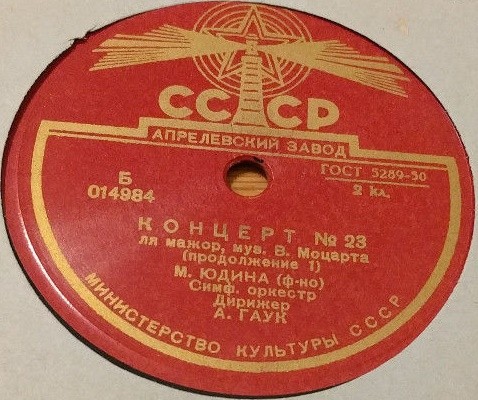 СССР
АПРЕЛЕВСКИЙ ЗАВОД
ГОСТ 5289-50
2 кл.
Б
014984
КОНЦЕРТ № 23
ля мажор, муз. В. Моцарта
(продолжение 1)
М. ЮДИНА (ф-но)
Симф. оркестр
Дирижер
А. ГАУК
МИНИСТЕРСТВО КУЛЬТУРЫ СССР